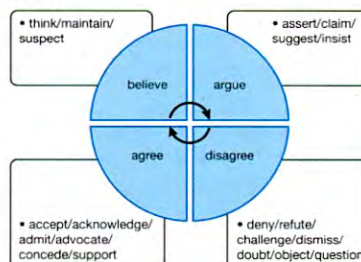 • think/maintain/
suspect
• assert/claim/
suggest/insist
believe
argue
agree
disagree
• accept/acknowledge/
admit/advocate/
concede/support
• deny/refute/
challenge/dismiss/
doubt/object/question